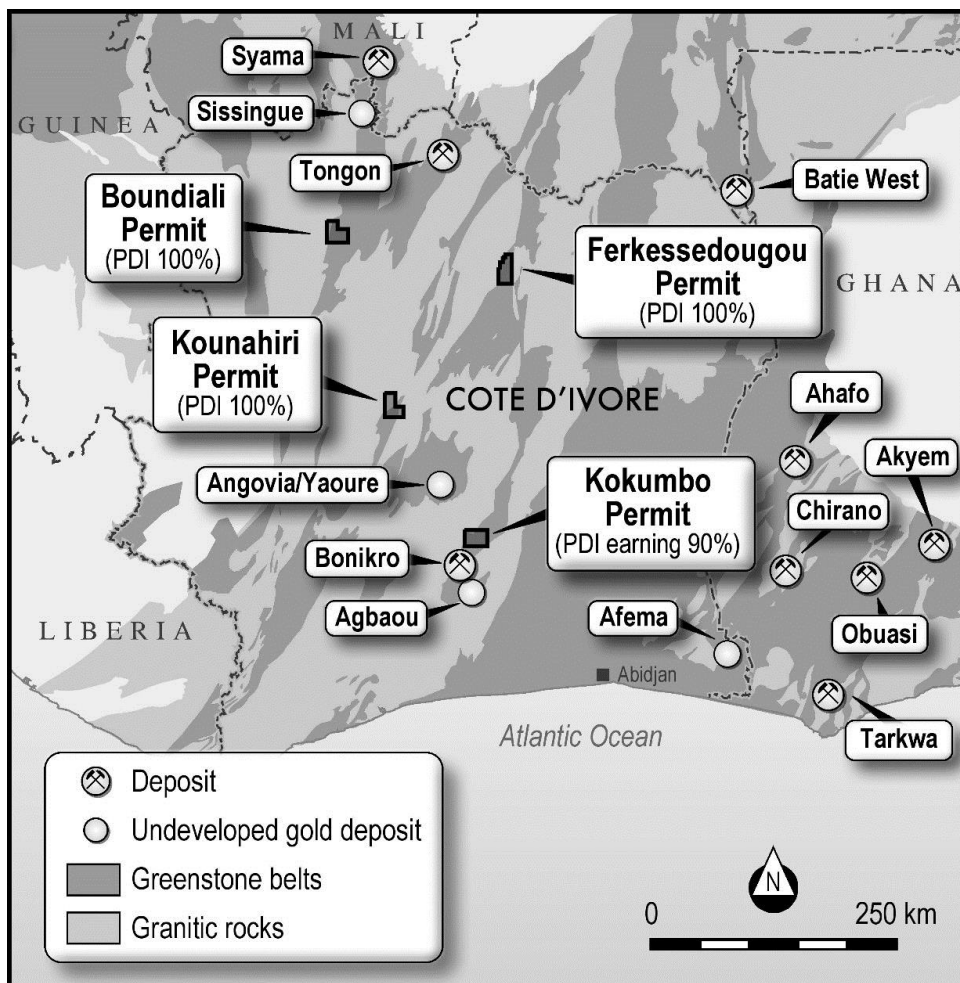 MALI
Syama
Sissingue
GUINEA
Tongon
Batie West
Boundiali
Permit
(PDI 100%)
Ferkessedougou
Permit
(PDI 100%)
GHANA
Kounahiri
Permit
(PDI 100%)
COTE D'IVORE
Ahafo
Akyem
Angovia/Yaoure
Kokumbo
Permit
(PDI earning 90%)
Chirano
Bonikro
Agbaou
LIBERIA
Afema
Obuasi
Abidjan
Atlantic Ocean
Tarkwa
Deposit
Undeveloped gold deposit
Greenstone belts
Granitic rocks
N
0 250 km